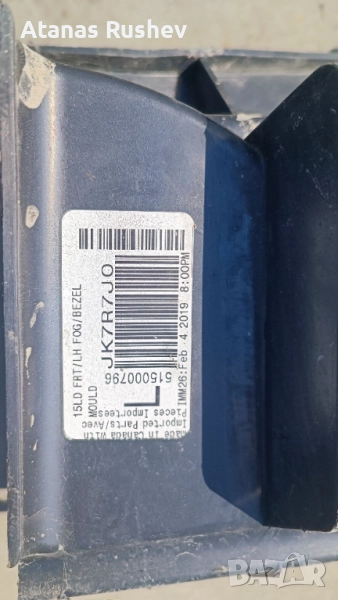 Atanas Rushev
15LD FRT/LH FOG/BEZEL
MOULD
JK7R7JO
515000796
L
IMM26:Feb 4 2019 8:00PM
Made in Canada with
Imported Parts/Avec
Pieces Importees
BAZAR